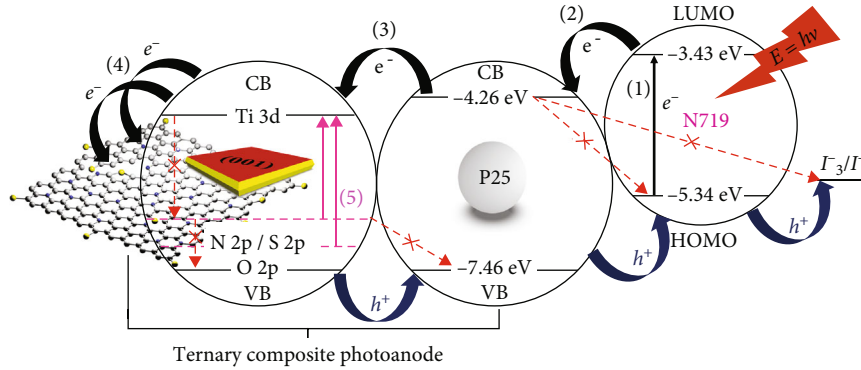 LUMO
−3.43 eV
E = hν
(1)
e⁻
N719
−5.34 eV
HOMO
I⁻₃/I⁻
h⁺
(2)
e⁻
h⁺
(3)
e⁻
CB
−4.26 eV
P25
−7.46 eV
VB
h⁺
(4)
e⁻
e⁻
CB
Ti 3d
(001)
(5)
N 2p / S 2p
O 2p
VB
Ternary composite photoanode